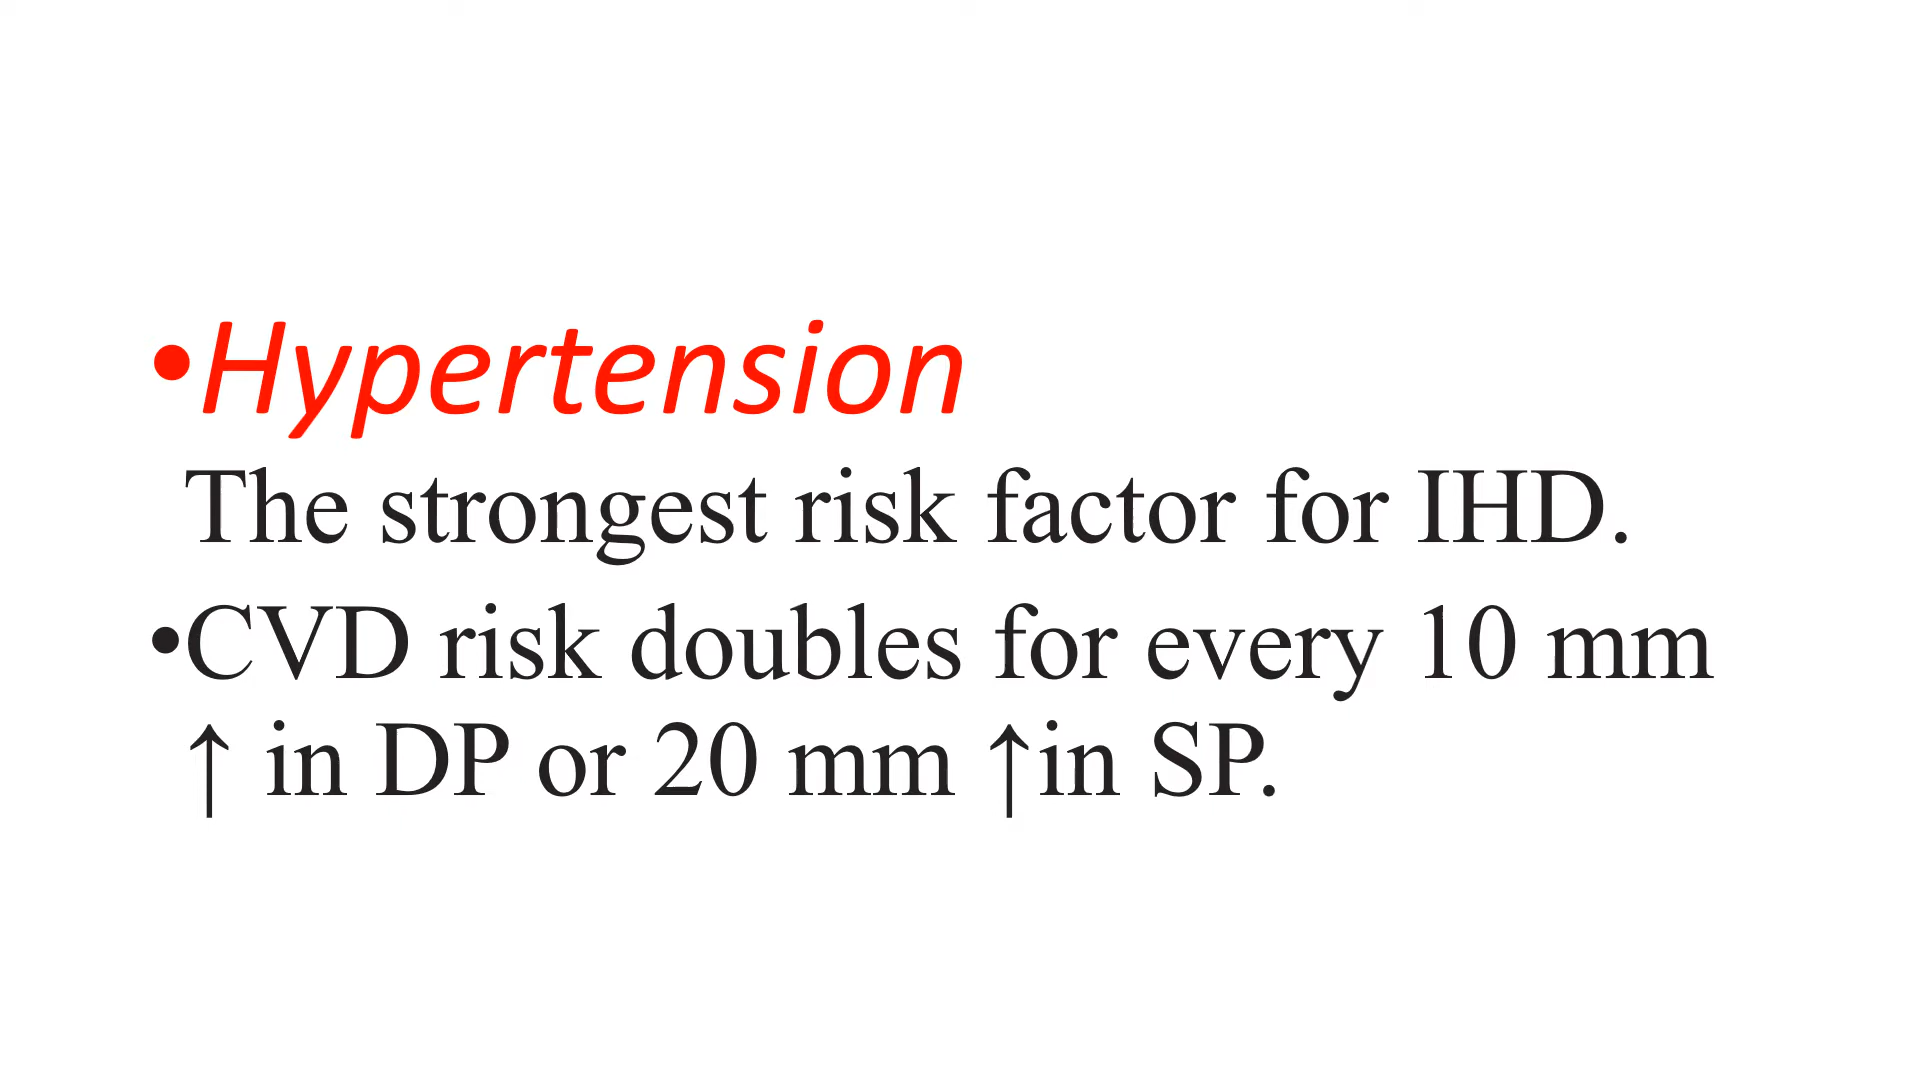 •Hypertension
The strongest risk factor for IHD.
•CVD risk doubles for every 10 mm
↑ in DP or 20 mm ↑in SP.